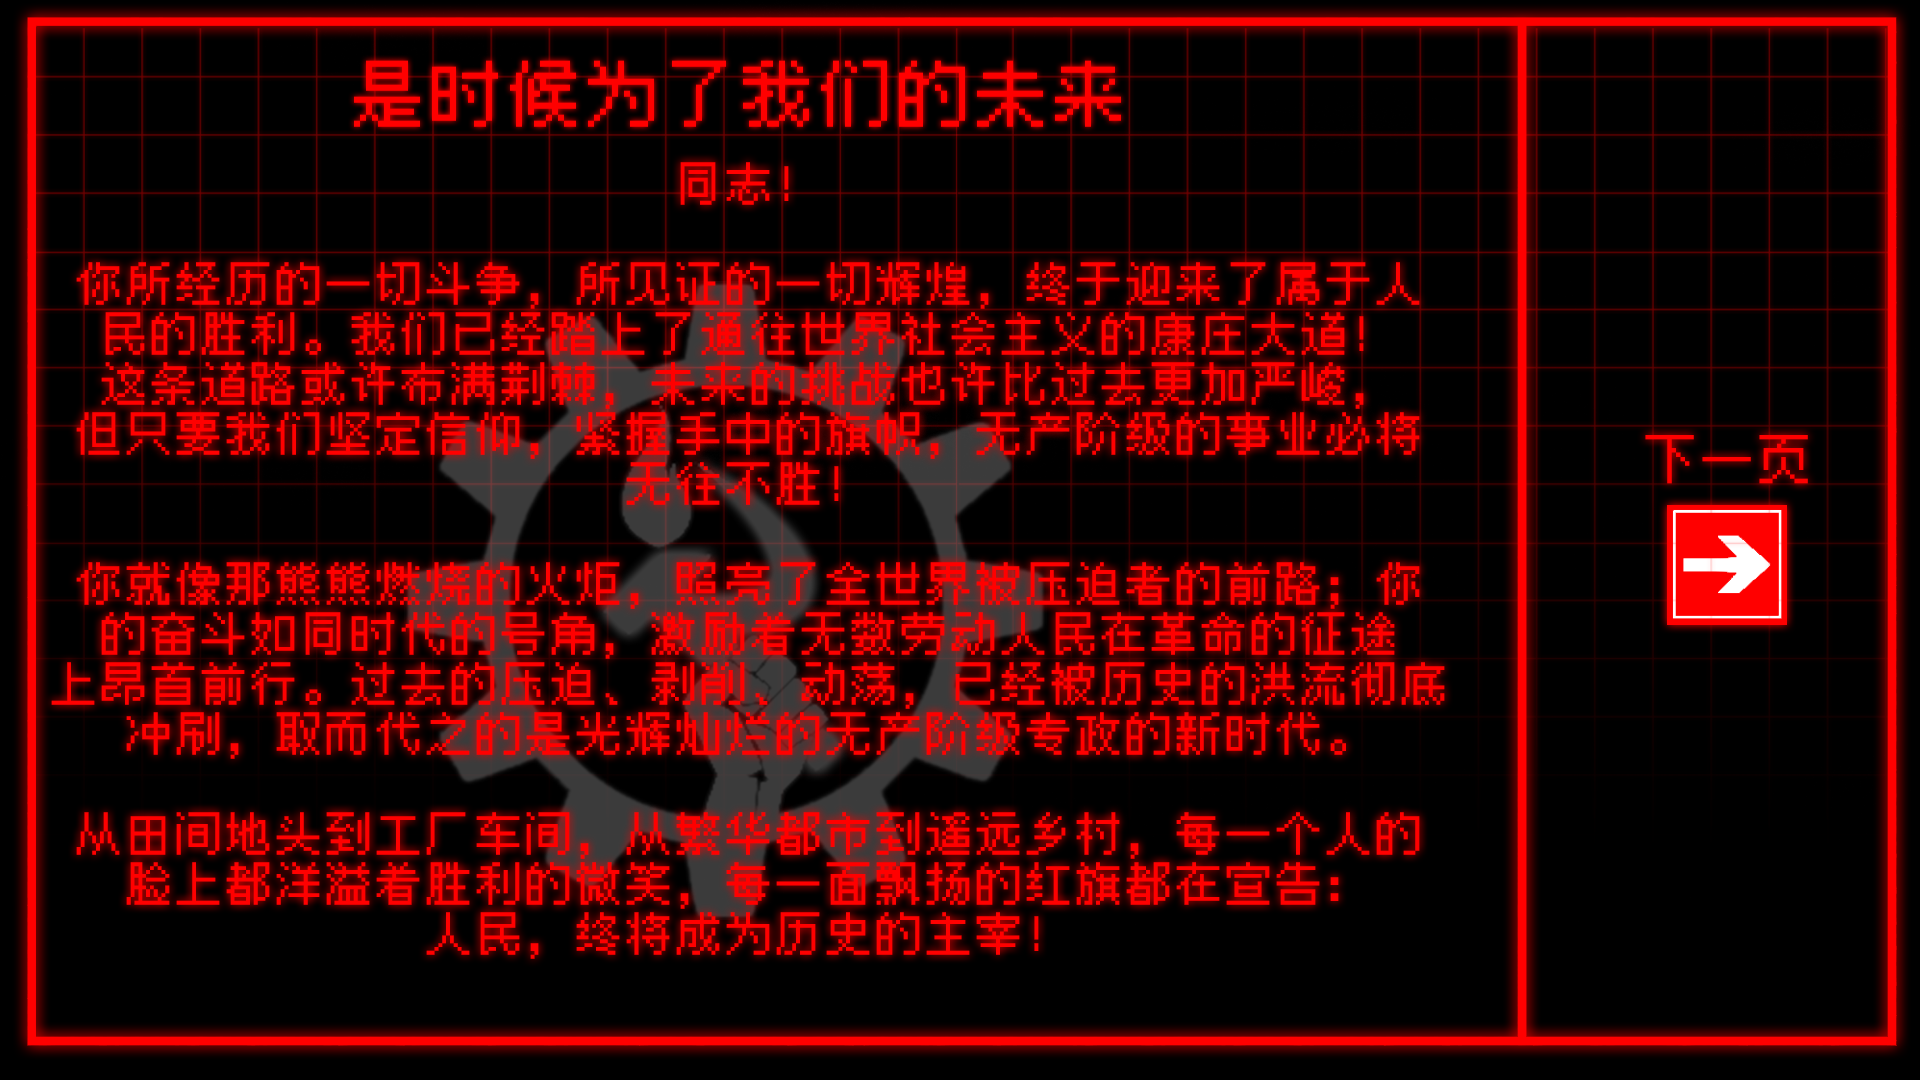 是时候为了我们的未来
同志!
你所经历的一切斗争，所见证的一切辉煌，终于迎来了属于人
民的胜利。我们已经踏上了通往世界社会主义的康庄大道!
这条道路或许布满荆棘，未来的挑战也许比过去更加严峻，
但只要我们坚定信仰，紧握手中的旗帜，无产阶级的事业必将
无往不胜!
你就像那熊熊燃烧的火炬，照亮了全世界被压迫者的前路；你
的奋斗如同时代的号角，激励着无数劳动人民在革命的征途
上昂首前行。过去的压迫、剥削、动荡，已经被历史的洪流彻底
冲刷，取而代之的是光辉灿烂的无产阶级专政的新时代。
从田间地头到工厂车间，从繁华都市到遥远乡村，每一个人的
脸上都洋溢着胜利的微笑，每一面飘扬的红旗都在宣告：
人民，终将成为历史的主宰!
下一页